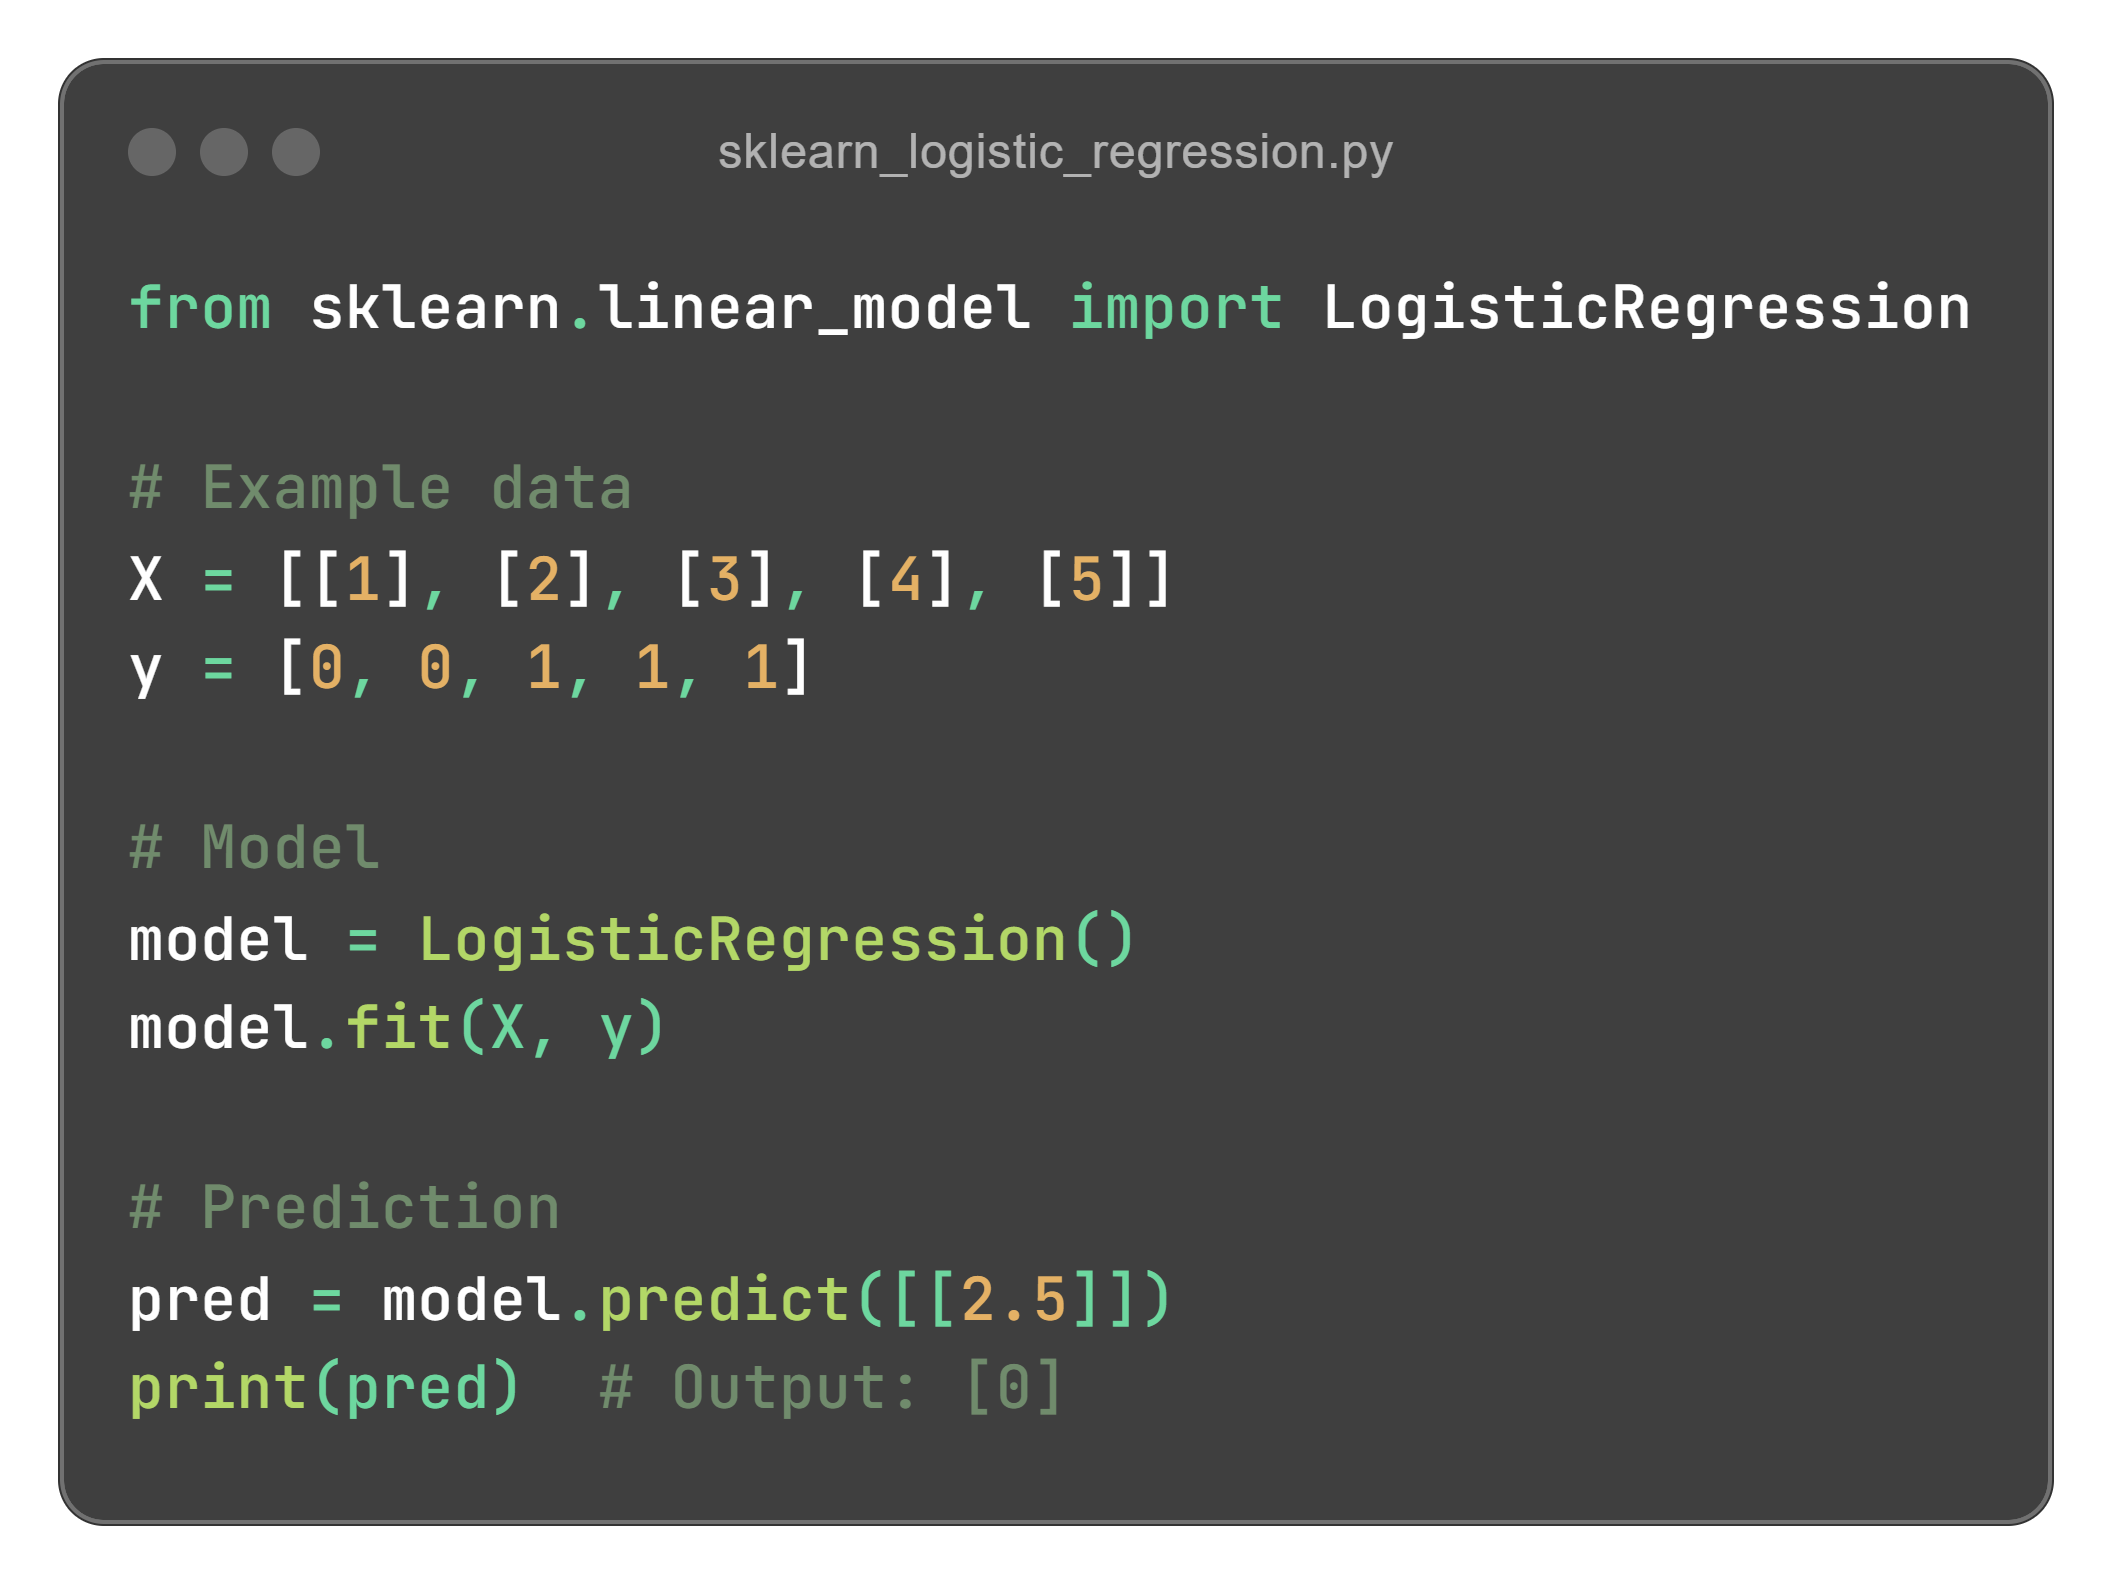 sklearn_logistic_regression.py
from sklearn.linear_model import LogisticRegression
# Example data
X = [[1], [2], [3], [4], [5]]
y = [0, 0, 1, 1, 1]
# Model
model = LogisticRegression()
model.fit(X, y)
# Prediction
pred = model.predict([[2.5]])
print(pred)  # Output: [0]